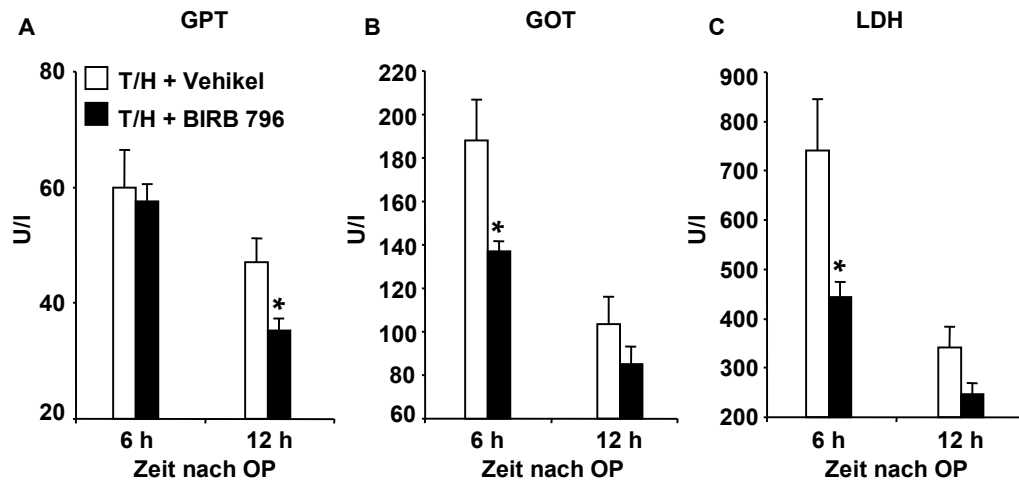 A GPT
U/l
80
60
40
20
T/H + Vehikel
T/H + BIRB 796
*
6 h 12 h
Zeit nach OP
B GOT
U/l
220
200
180
160
140
120
100
80
60
*
6 h 12 h
Zeit nach OP
C LDH
U/l
900
800
700
600
500
400
300
200
*
6 h 12 h
Zeit nach OP